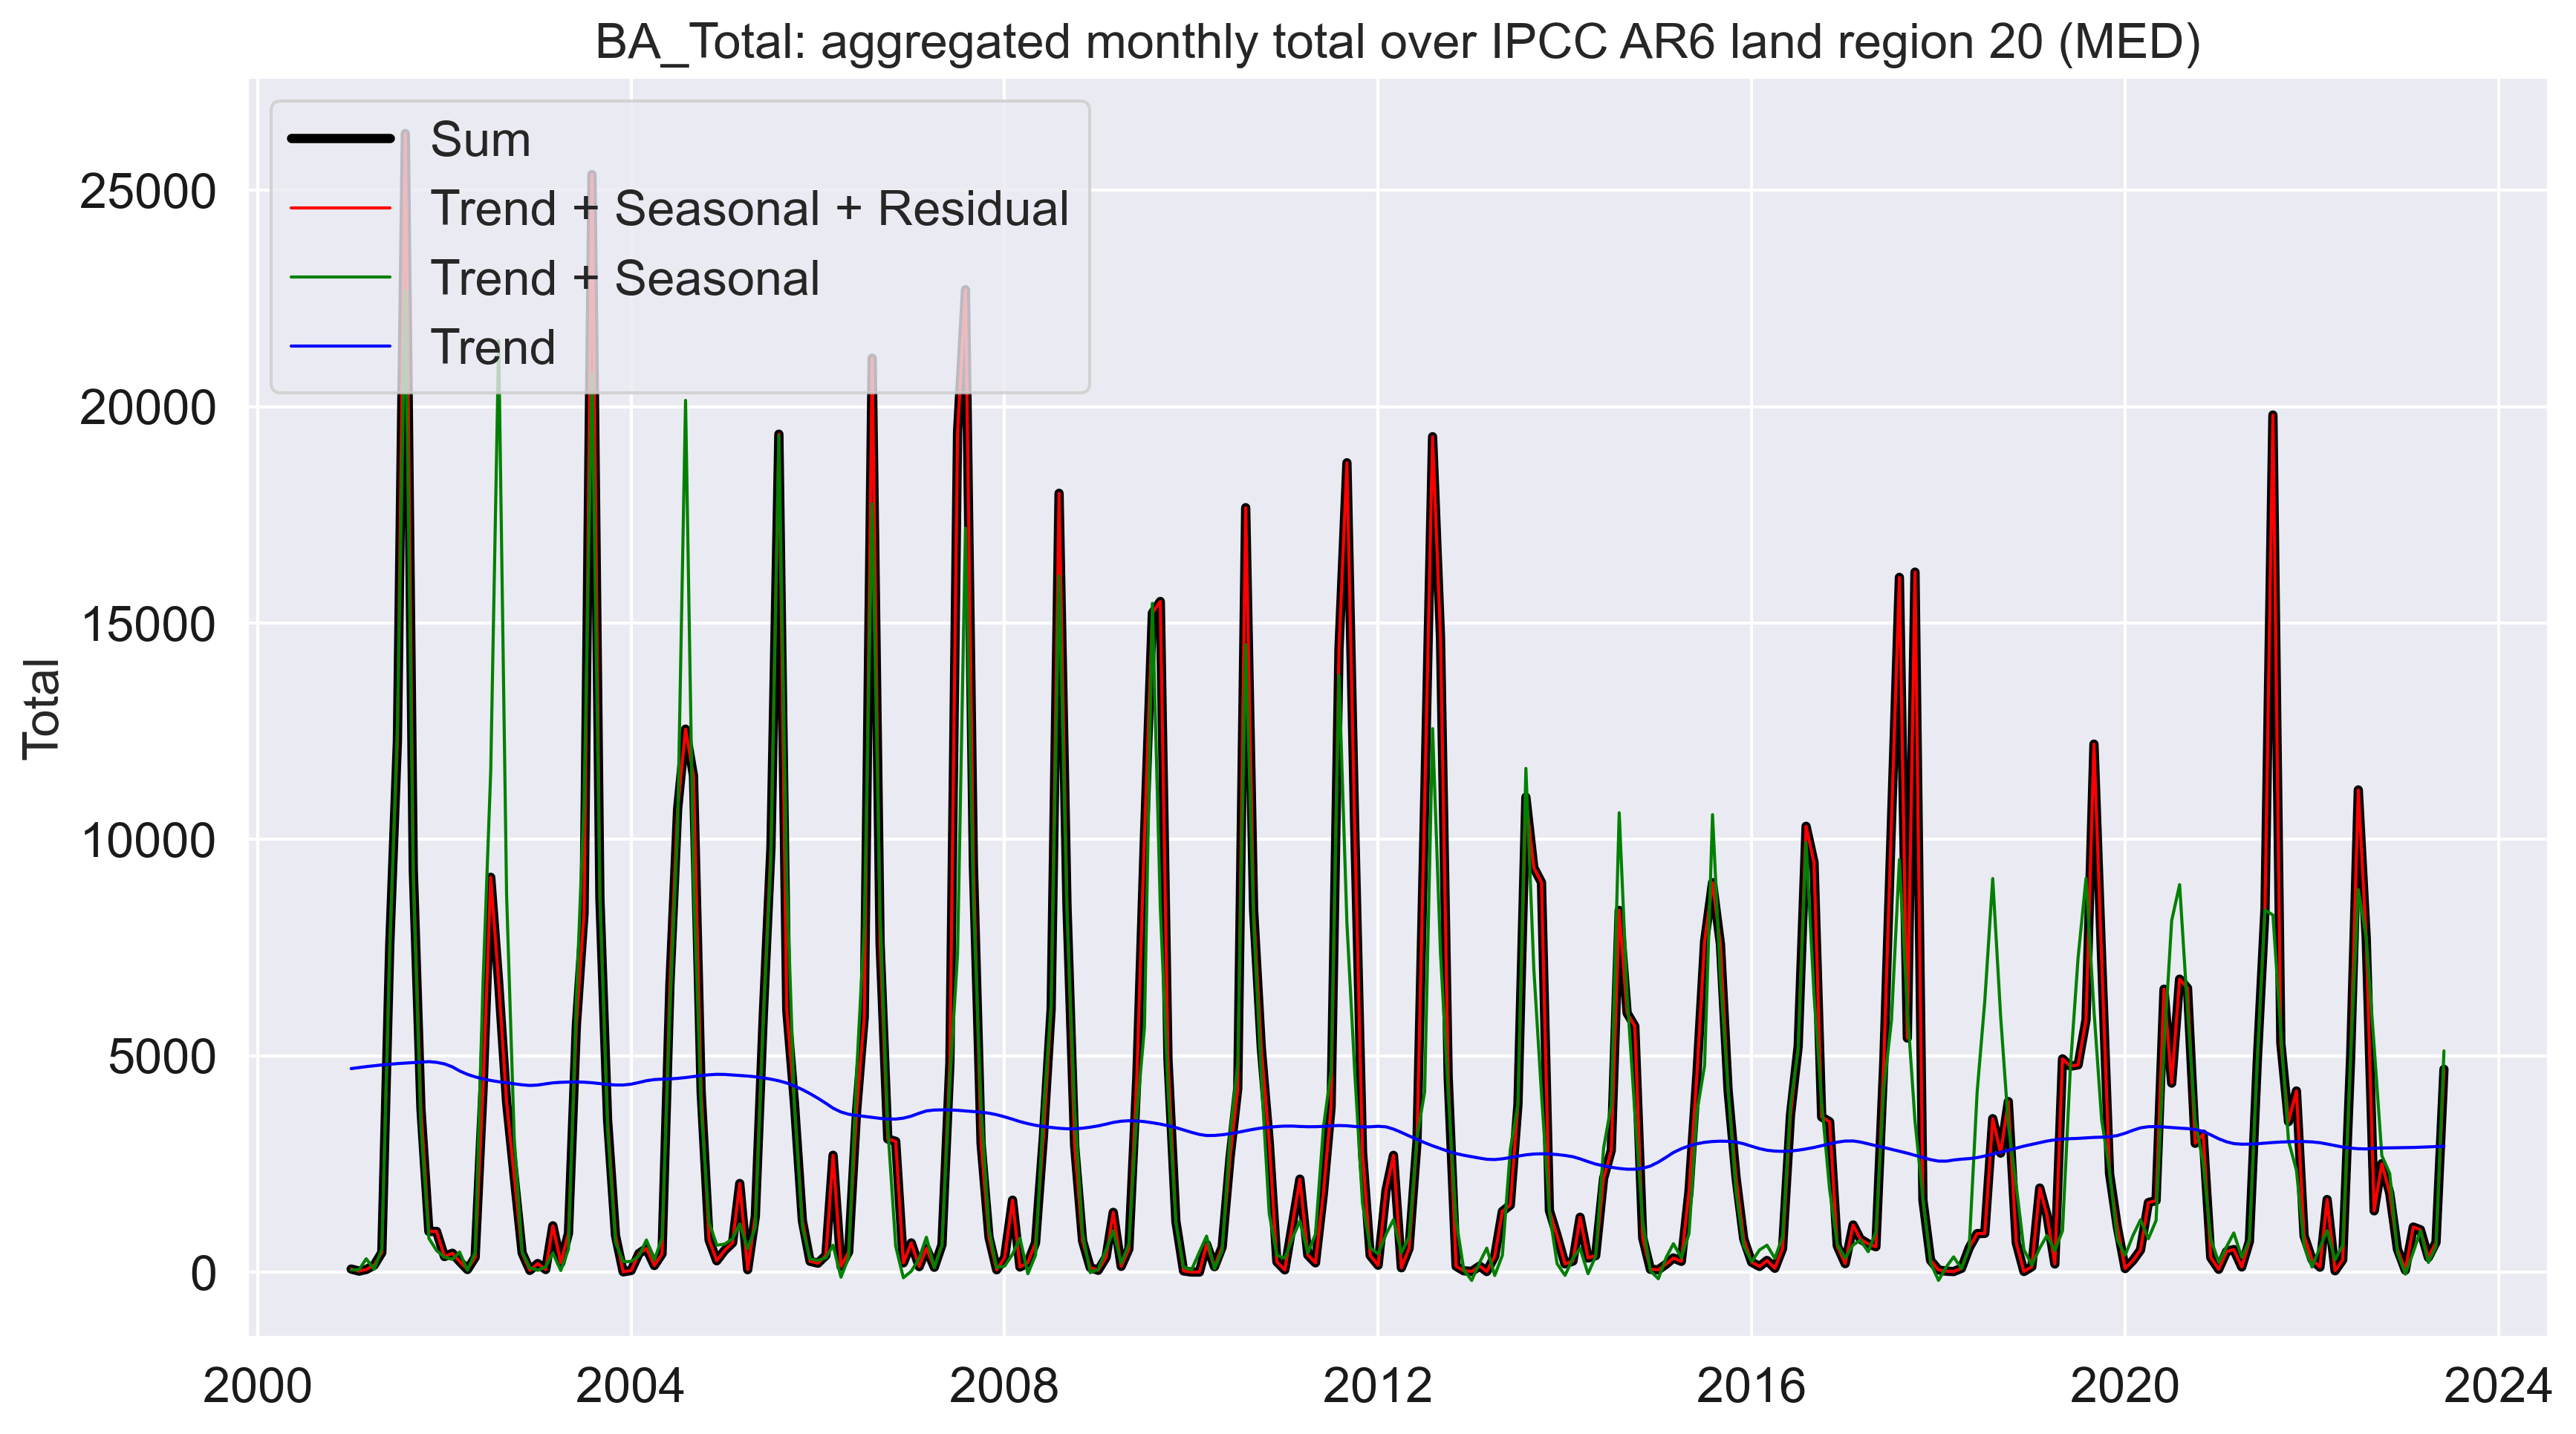 BA_Total: aggregated monthly total over IPCC AR6 land region 20 (MED)
Sum
Trend + Seasonal + Residual
Trend + Seasonal
Trend
25000
20000
15000
10000
5000
0
Total
2000 2004 2008 2012 2016 2020 2024